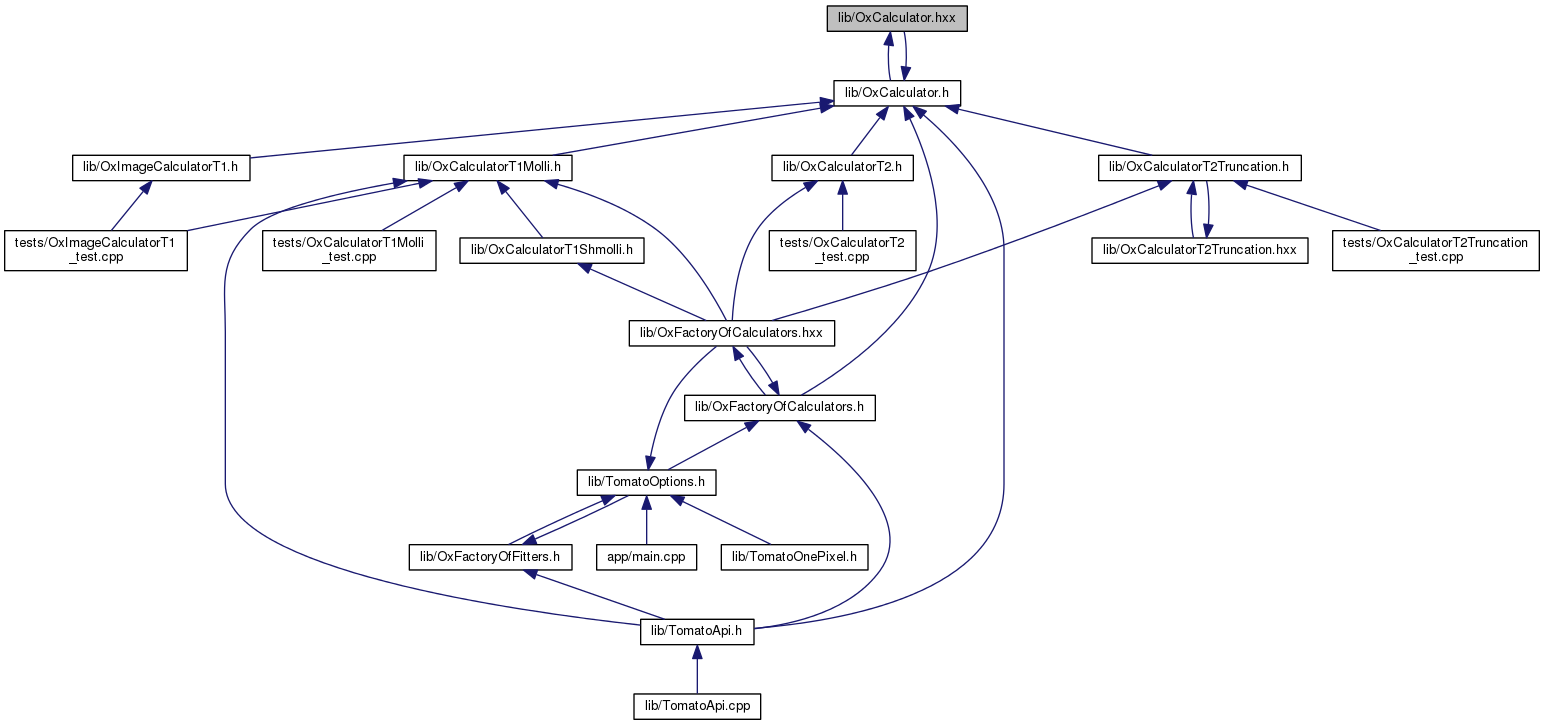 lib/OxCalculator.hxx
lib/OxCalculator.h
lib/OxImageCalculatorT1.h
lib/OxCalculatorT1Molli.h
lib/OxCalculatorT2.h
lib/OxCalculatorT2Truncation.h
tests/OxImageCalculatorT1
_test.cpp
tests/OxCalculatorT1Molli
_test.cpp
lib/OxCalculatorT1Shmolli.h
tests/OxCalculatorT2
_test.cpp
lib/OxCalculatorT2Truncation.hxx
tests/OxCalculatorT2Truncation
_test.cpp
lib/OxFactoryOfCalculators.hxx
lib/OxFactoryOfCalculators.h
lib/TomatoOptions.h
lib/OxFactoryOfFitters.h
app/main.cpp
lib/TomatoOnePixel.h
lib/TomatoApi.h
lib/TomatoApi.cpp